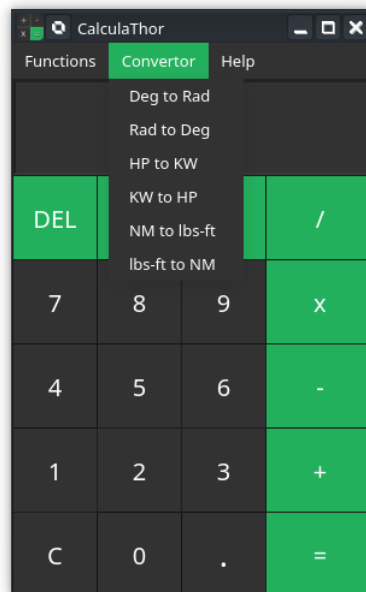 CalculaThor
Functions Convertor Help
Deg to Rad
Rad to Deg
HP to KW
KW to HP
NM to lbs-ft
lbs-ft to NM
DEL /
7 8 9 x
4 5 6 -
1 2 3 +
C 0 . =